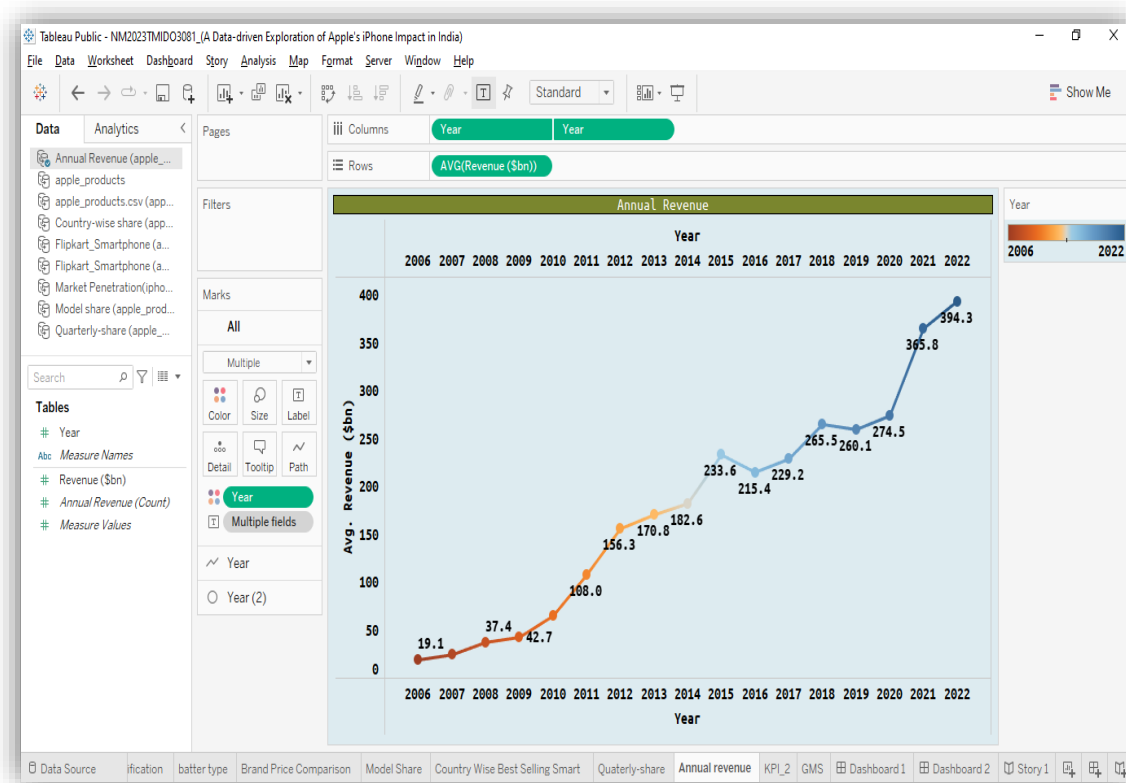 Tableau Public - NM2023TMIDO3081_(A Data-driven Exploration of Apple's iPhone Impact in India)
File Data Worksheet Dashboard Story Analysis Map Format Server Window Help
Standard
Show Me
Data Analytics
Annual Revenue (apple_...
apple_products
apple_products.csv (app...
Country-wise share (app...
Flipkart_Smartphone (a...
Flipkart_Smartphone (a...
Market Penetration(ipho...
Model share (apple_prod...
Quarterly-share (apple_...
Search
Tables
Year
Abc Measure Names
Revenue ($bn)
Annual Revenue (Count)
Measure Values
Pages
Filters
Marks
All
Multiple
Color Size Label
Detail Tooltip Path
Year
Multiple fields
Year
Year (2)
Columns Year Year
Rows AVG(Revenue ($bn))
Annual Revenue
Year
2006 2007 2008 2009 2010 2011 2012 2013 2014 2015 2016 2017 2018 2019 2020 2021 2022
Avg. Revenue ($bn)
400
350
300
250
200
150
100
50
0
19.1
37.4
42.7
108.0
156.3
170.8
182.6
233.6
215.4
229.2
265.5
260.1
274.5
365.8
394.3
2006 2007 2008 2009 2010 2011 2012 2013 2014 2015 2016 2017 2018 2019 2020 2021 2022
Year
Year
2006 2022
Data Source ification batter type Brand Price Comparison Model Share Country Wise Best Selling Smart Quaterly-share Annual revenue KPI_2 GMS Dashboard 1 Dashboard 2 Story 1